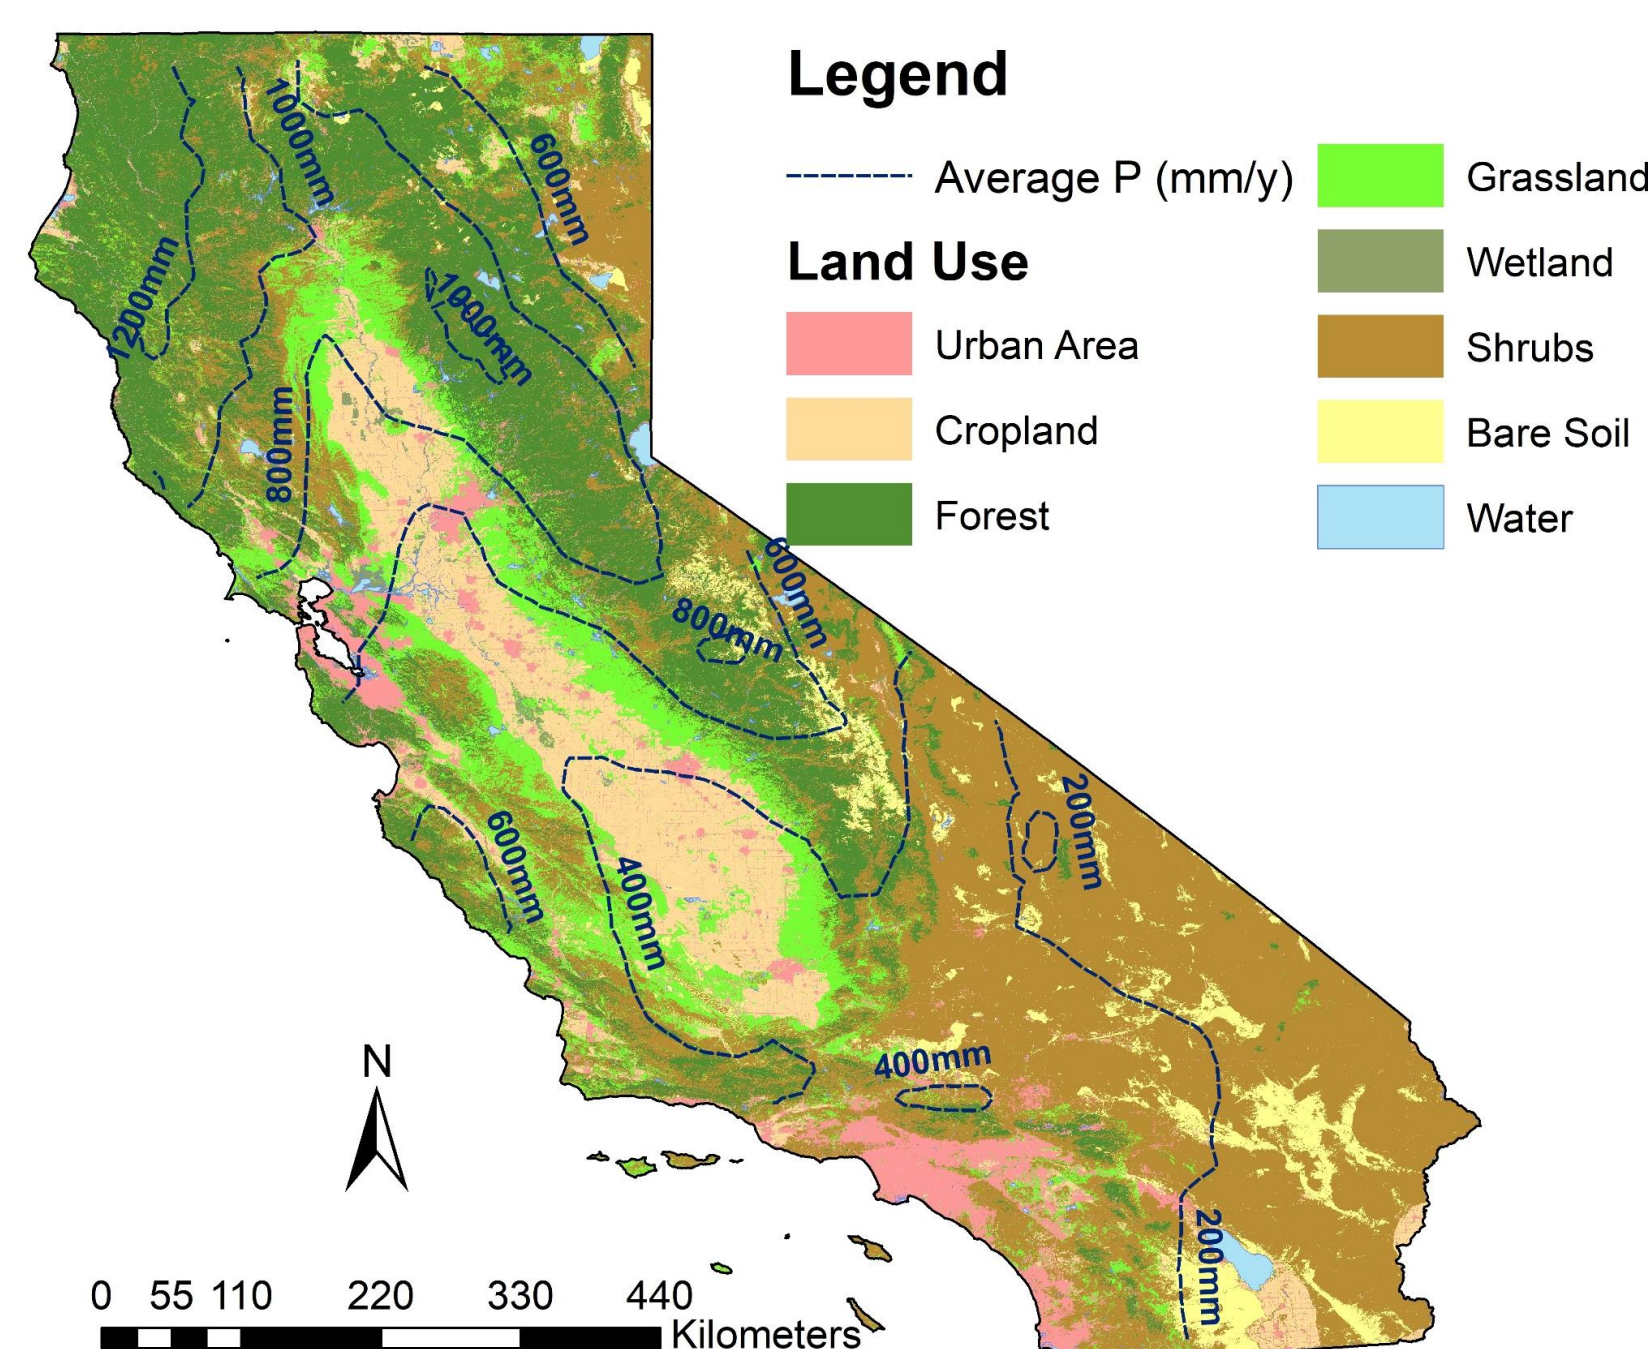 Legend
Average P (mm/y)
Land Use
Urban Area
Cropland
Forest
Grassland
Wetland
Shrubs
Bare Soil
Water
1000mm
600mm
1200mm
1000mm
800mm
600mm
800mm
200mm
600mm
400mm
400mm
200mm
N
0 55 110 220 330 440
Kilometers